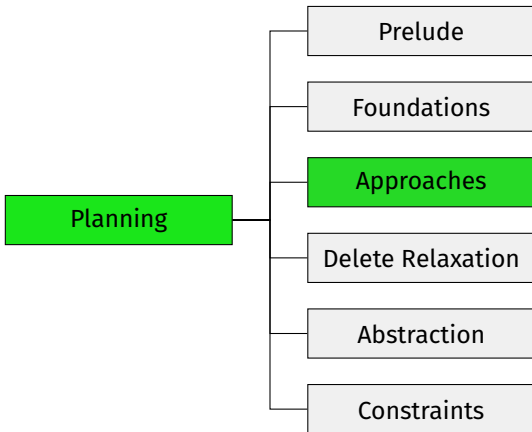 Prelude
Foundations
Approaches
Planning
Delete Relaxation
Abstraction
Constraints